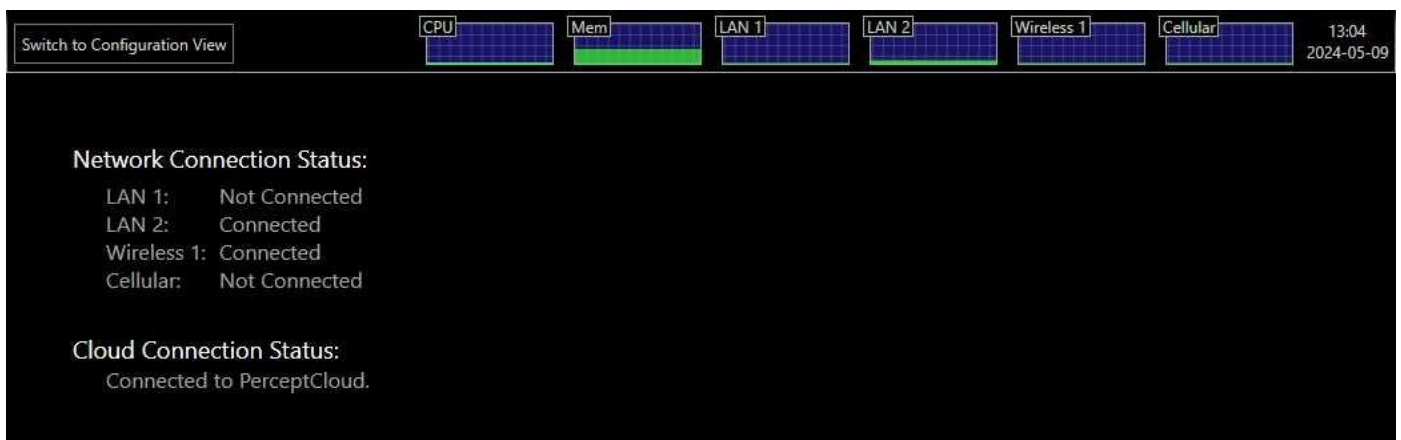 Switch to Configuration View
CPU
Mem
LAN 1
LAN 2
Wireless 1
Cellular
13:04
2024-05-09
Network Connection Status:
LAN 1: Not Connected
LAN 2: Connected
Wireless 1: Connected
Cellular: Not Connected
Cloud Connection Status:
Connected to PerceptCloud.